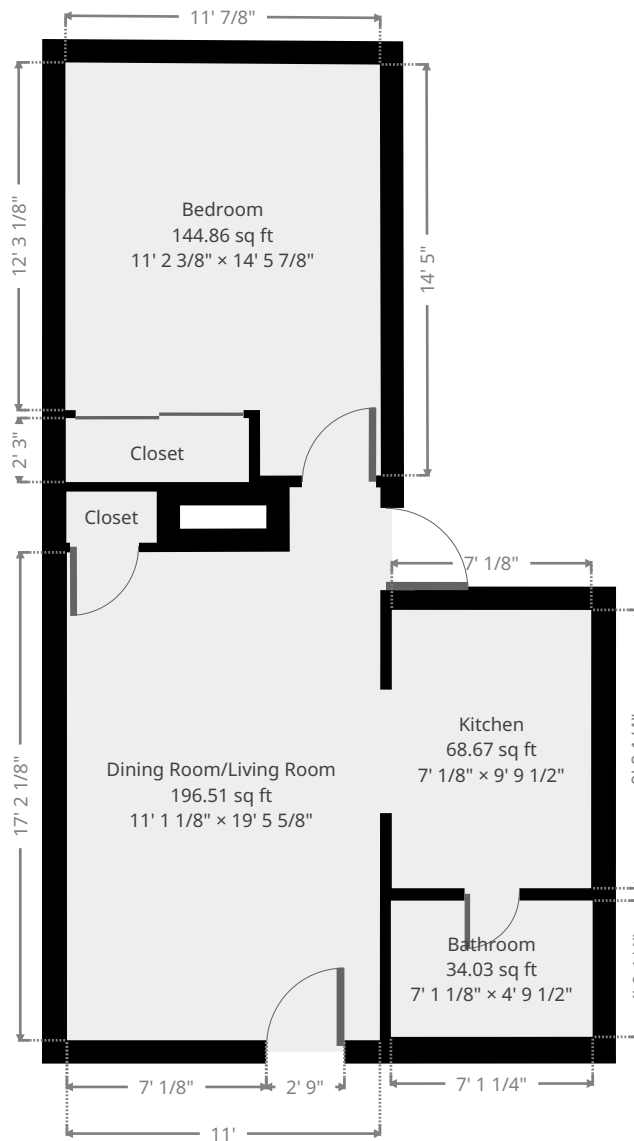 11' 7/8"
12' 3 1/8"
14' 5"
Bedroom
144.86 sq ft
11' 2 3/8" × 14' 5 7/8"
2' 3"
Closet
Closet
7' 1/8"
Kitchen
68.67 sq ft
7' 1/8" × 9' 9 1/2"
17' 2 1/8"
Dining Room/Living Room
196.51 sq ft
11' 1 1/8" × 19' 5 5/8"
Bathroom
34.03 sq ft
7' 1 1/8" × 4' 9 1/2"
7' 1/8"
2' 9"
7' 1 1/4"
11'